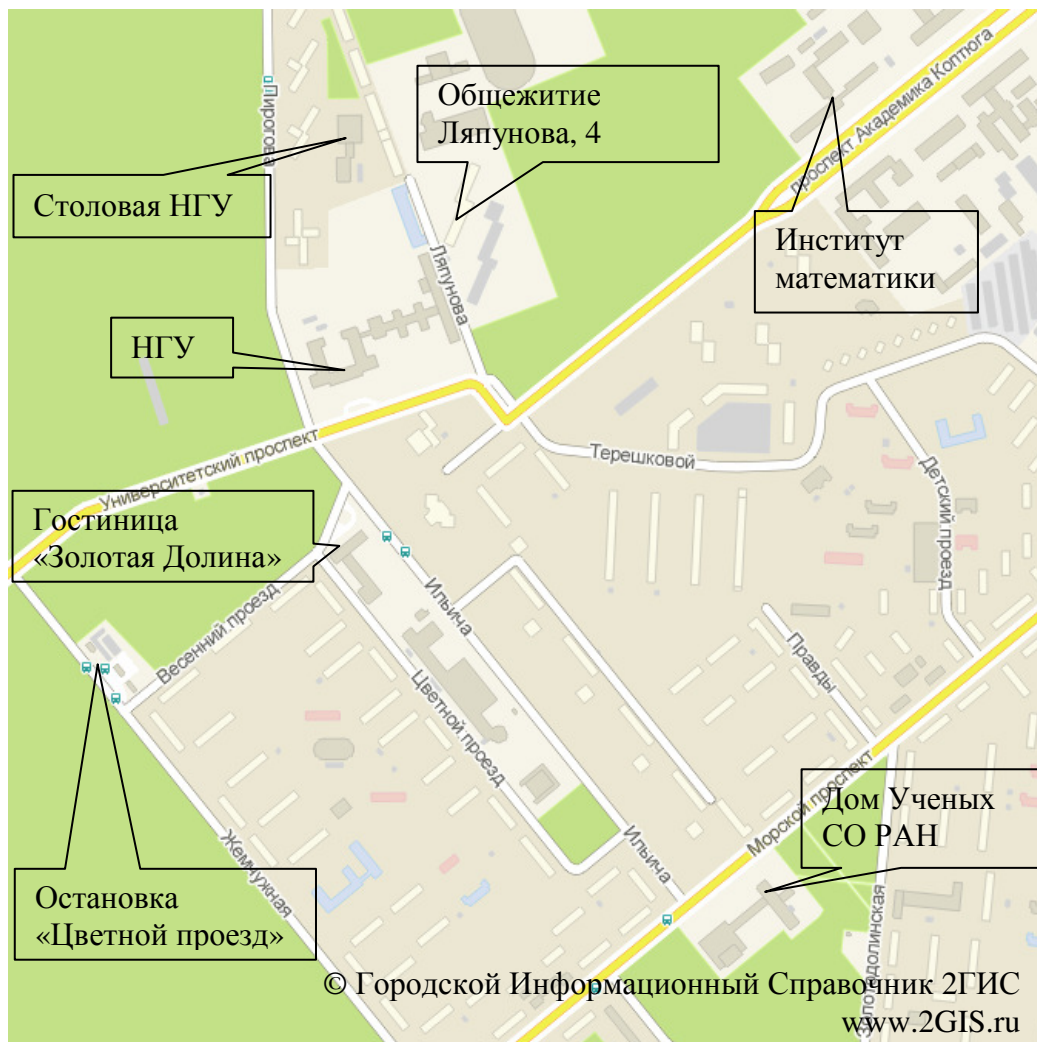 Пирогова
Общежитие
Ляпунова, 4
проспект Академика Коптюга
Столовая НГУ
Институт
математики
Ляпунова
НГУ
Университетский проспект
Терешковой
Детский проезд
Гостиница
«Золотая Долина»
Ильича
Весенний проезд
Цветной проезд
Правды
Морской проспект
Дом Ученых
СО РАН
Жемчужная
Ильича
Остановка
«Цветной проезд»
Золотодолинская
© Городской Информационный Справочник 2ГИС
www.2GIS.ru